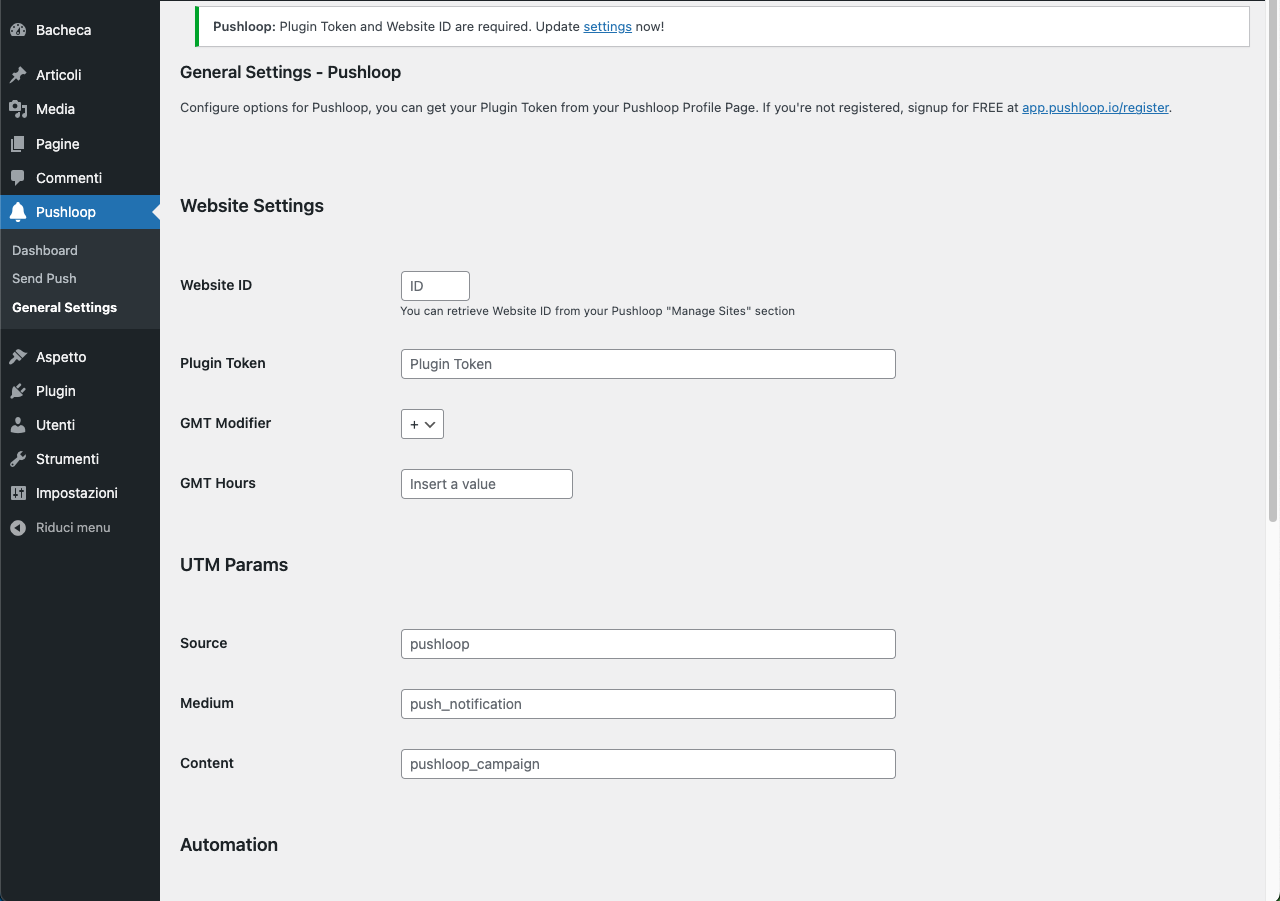 Bacheca
Articoli
Media
Pagine
Commenti
Pushloop
Dashboard
Send Push
General Settings
Aspetto
Plugin
Utenti
Strumenti
Impostazioni
Riduci menu
Pushloop: Plugin Token and Website ID are required. Update settings now!
General Settings - Pushloop
Configure options for Pushloop, you can get your Plugin Token from your Pushloop Profile Page. If you're not registered, signup for FREE at app.pushloop.io/register.
Website Settings
Website ID
ID
You can retrieve Website ID from your Pushloop "Manage Sites" section
Plugin Token
Plugin Token
GMT Modifier
+
GMT Hours
Insert a value
UTM Params
Source
pushloop
Medium
push_notification
Content
pushloop_campaign
Automation